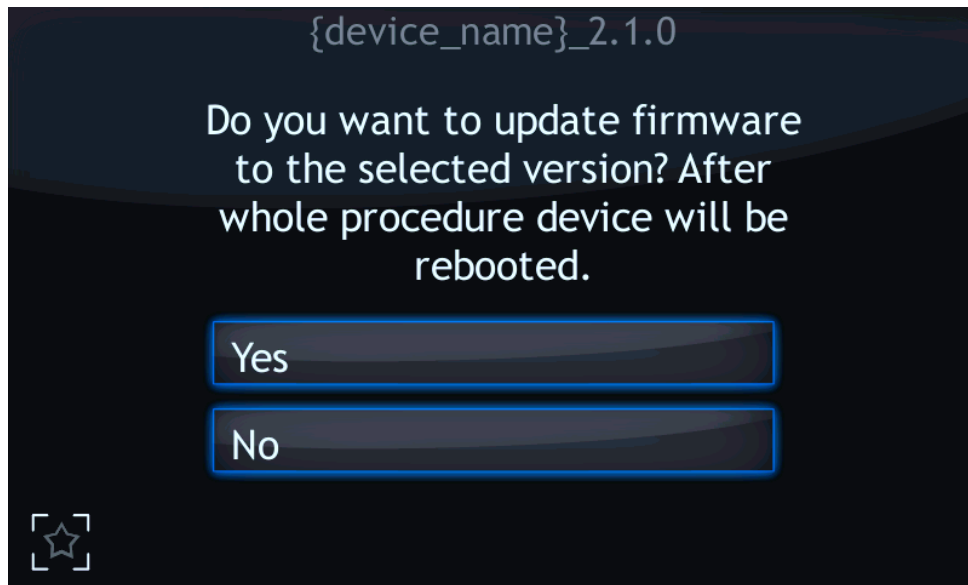 {device_name}_2.1.0
Do you want to update firmware
to the selected version? After
whole procedure device will be
rebooted.
Yes
No